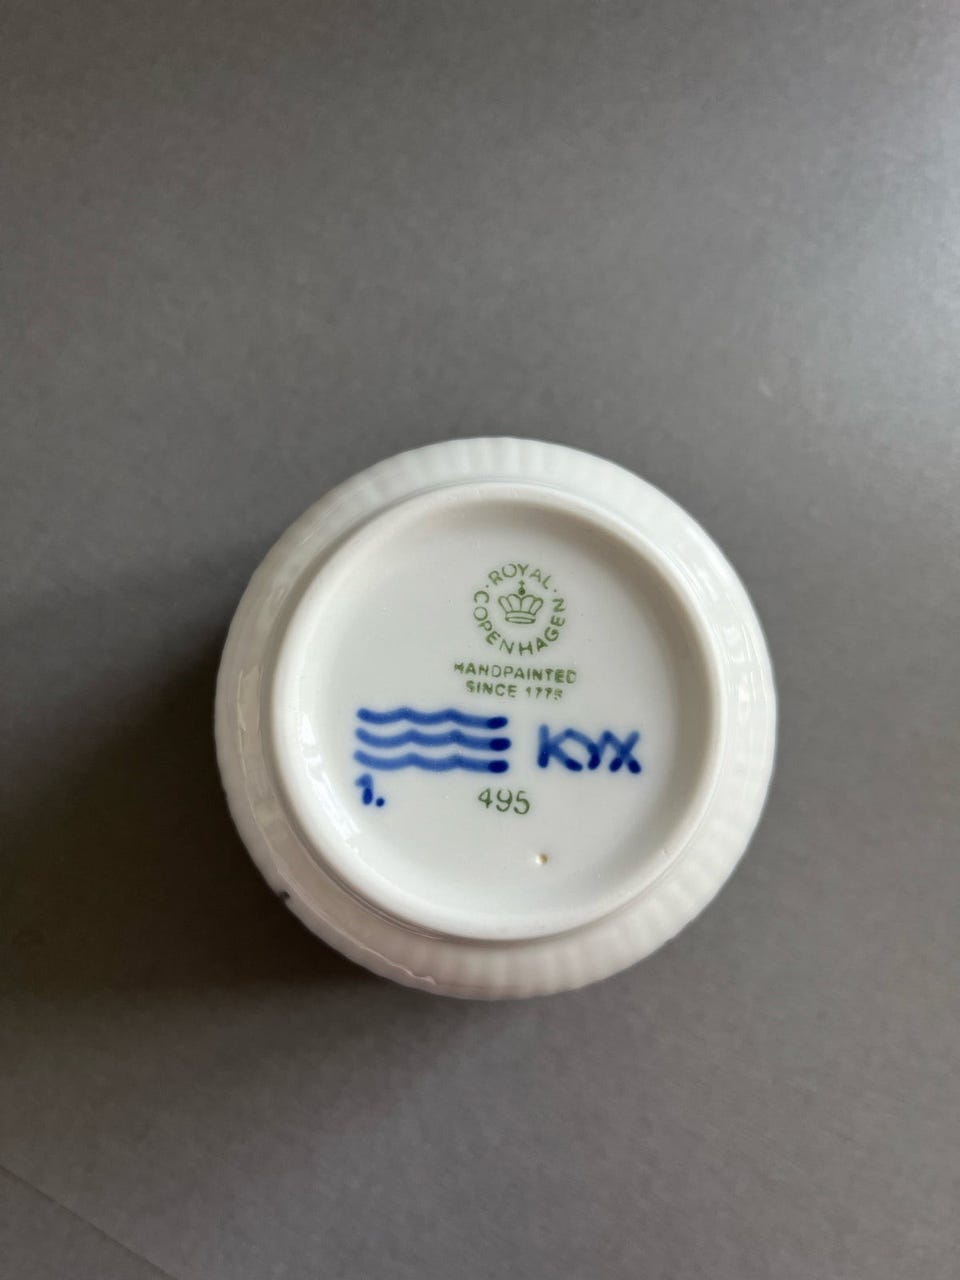 ROYAL
COPENHAGEN
HANDPAINTED
SINCE 1775
KYX
1.
495